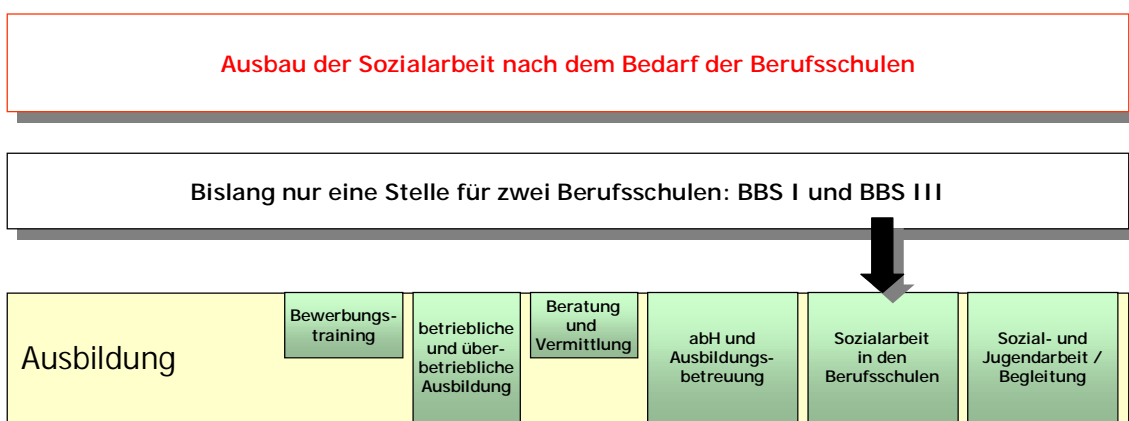 Ausbau der Sozialarbeit nach dem Bedarf der Berufsschulen
Bislang nur eine Stelle für zwei Berufsschulen: BBS I und BBS III
Ausbildung
Bewerbungs-
training
betriebliche
und über-
betriebliche
Ausbildung
Beratung
und
Vermittlung
abH und
Ausbildungs-
betreuung
Sozialarbeit
in den
Berufsschulen
Sozial- und
Jugendarbeit /
Begleitung